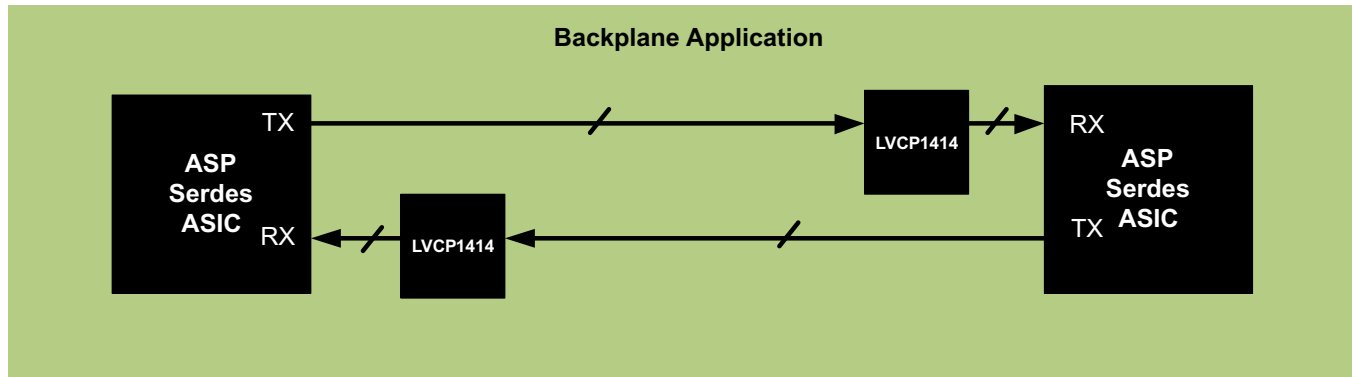 Backplane Application
TX
ASP
Serdes
ASIC
RX
LVCP1414
LVCP1414
RX
ASP
Serdes
ASIC
TX